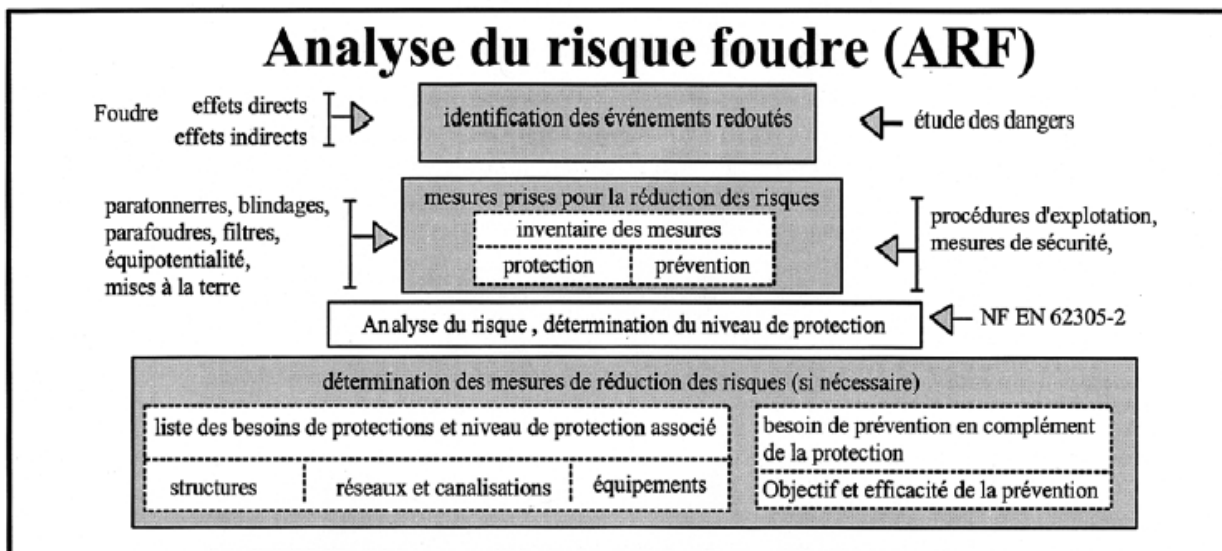 Analyse du risque foudre (ARF)
Foudre
effets directs
effets indirects
identification des événements redoutés
étude des dangers
paratonnerres, blindages,
parafoudres, filtres,
équipotentialité,
mises à la terre
mesures prises pour la réduction des risques
inventaire des mesures
protection
prévention
procédures d'explotation,
mesures de sécurité,
Analyse du risque , détermination du niveau de protection
NF EN 62305-2
détermination des mesures de réduction des risques (si nécessaire)
liste des besoins de protections et niveau de protection associé
structures
réseaux et canalisations
équipements
besoin de prévention en complément
de la protection
Objectif et efficacité de la prévention